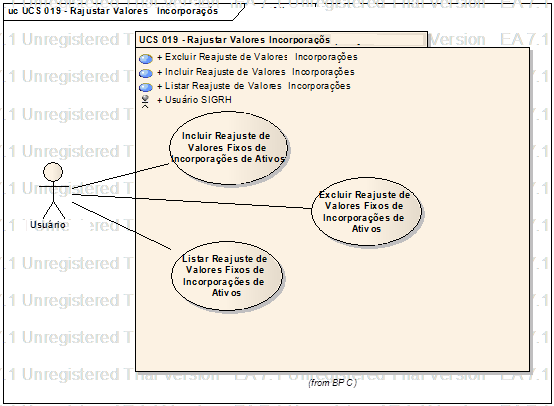 uc UCS 019 - Rajustar Valores Incorporaçõs
UCS 019 - Rajustar Valores Incorporaçõs
+ Excluir Reajuste de Valores Incorporações
+ Incluir Reajuste de Valores Incorporações
+ Listar Reajuste de Valores Incorporações
+ Usuário SIGRH
Incluir Reajuste de
Valores Fixos de
Incorporações de Ativos
Excluir Reajuste de
Valores Fixos de
Incorporações de
Ativos
Usuário
Listar Reajuste de
Valores Fixos de
Incorporações de
Ativos
(from BPC)